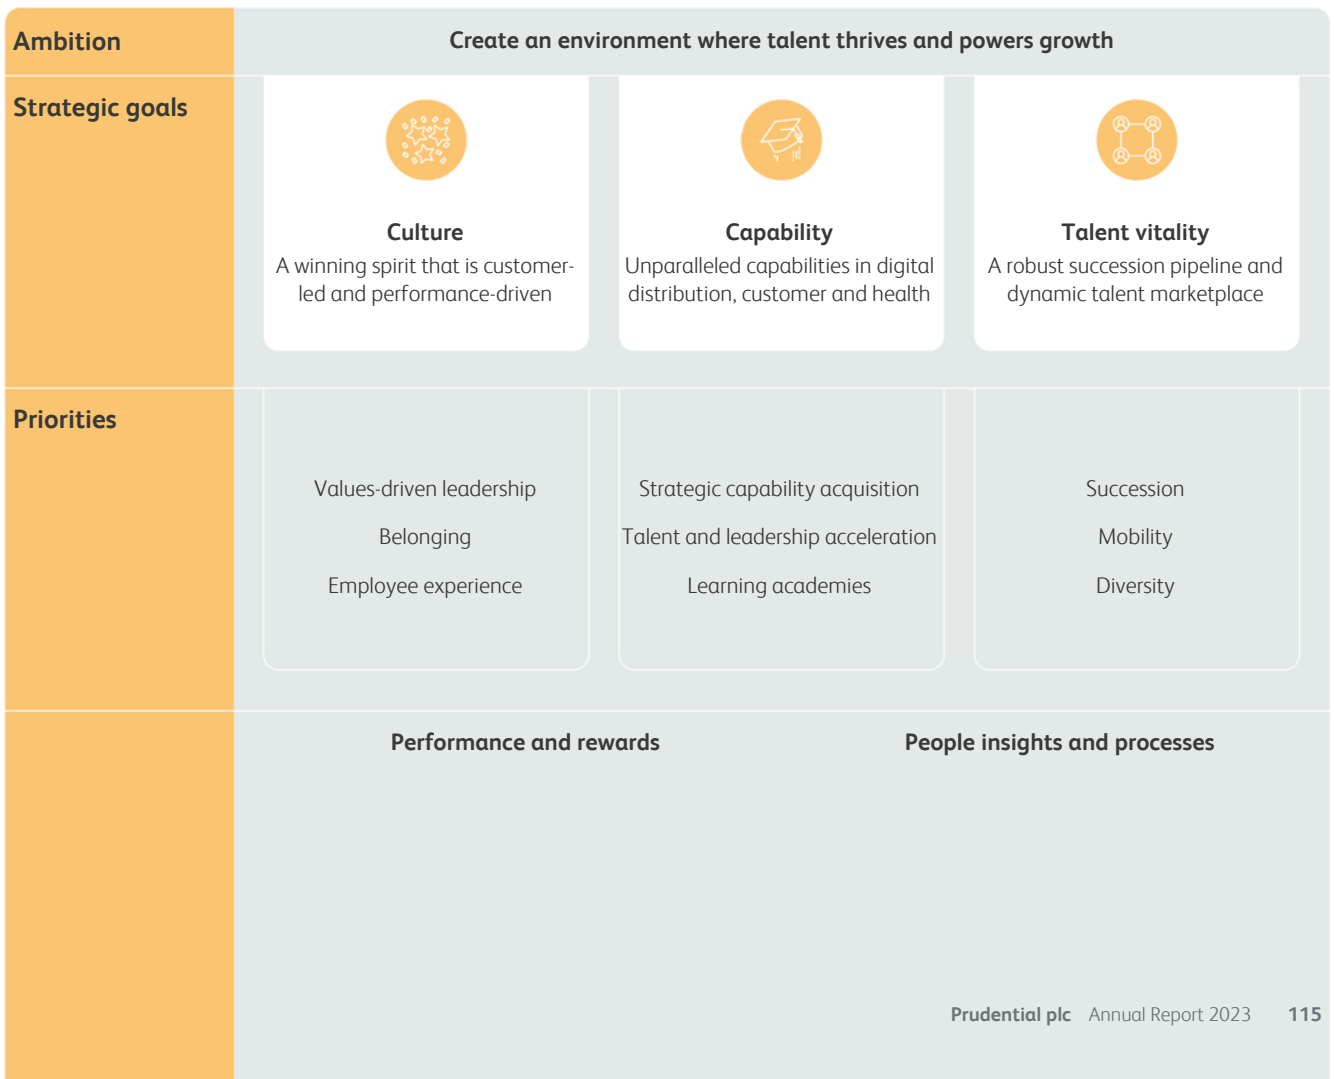 Ambition
Create an environment where talent thrives and powers growth
Strategic goals
Culture
A winning spirit that is customer-
led and performance-driven
Capability
Unparalleled capabilities in digital
distribution, customer and health
Talent vitality
A robust succession pipeline and
dynamic talent marketplace
Priorities
Values-driven leadership
Belonging
Employee experience
Strategic capability acquisition
Talent and leadership acceleration
Learning academies
Succession
Mobility
Diversity
Performance and rewards
People insights and processes
Prudential plc Annual Report 2023 115